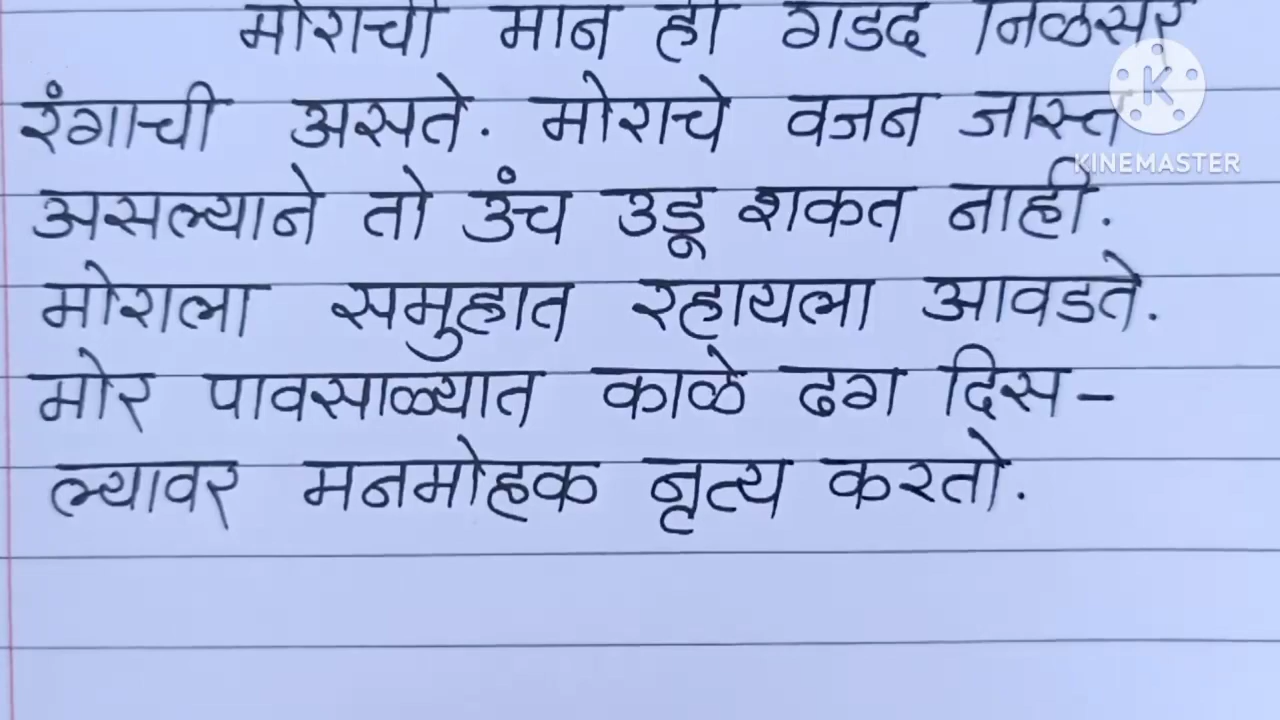 मोराची मान ही गडद निळसर
रंगाची असते. मोराचे वजन जास्त
असल्याने तो उंच उडू शकत नाही.
मोराला समुहात रहायला आवडते.
मोर पावसाळ्यात काळे ढग दिस-
ल्यावर मनमोहक नृत्य करतो.
K
KINEMASTER